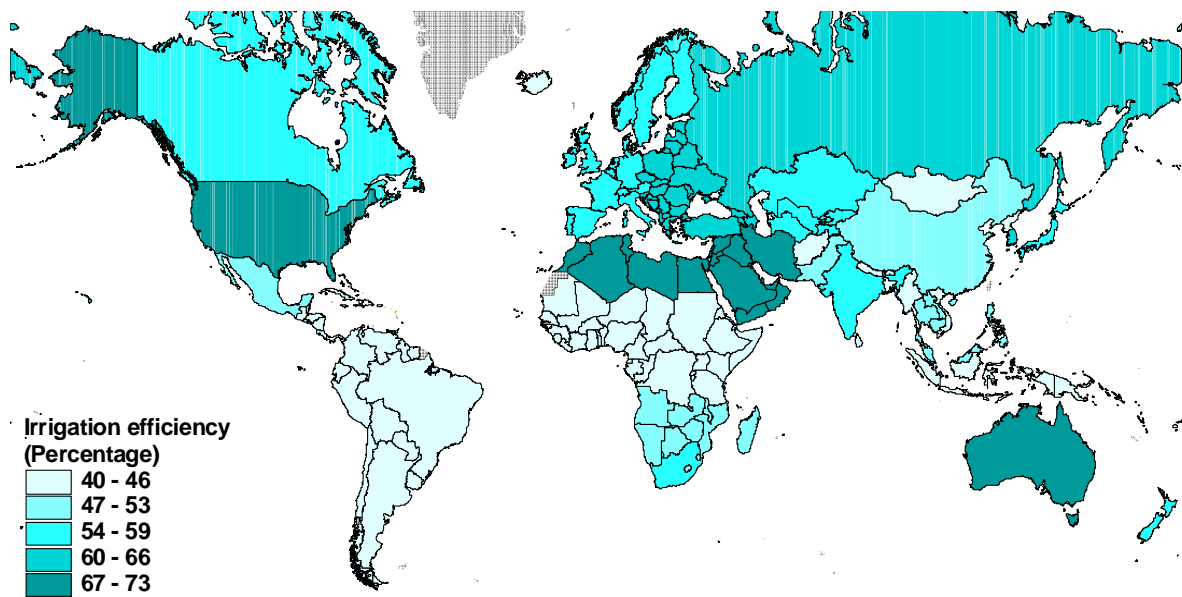 Irrigation efficiency
(Percentage)
40 - 46
47 - 53
54 - 59
60 - 66
67 - 73